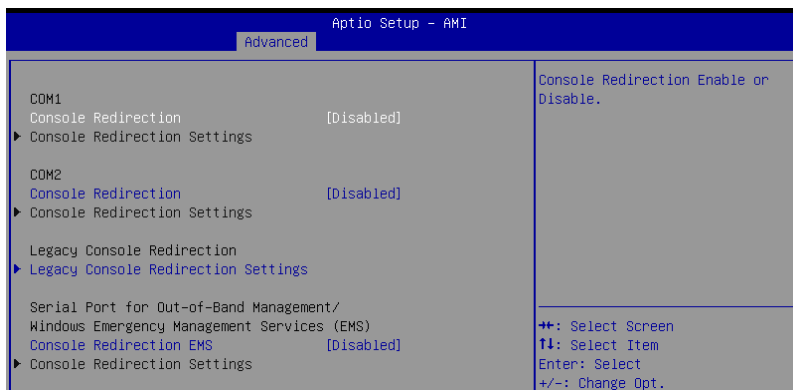 Aptio Setup - AMI
Advanced
COM1
Console Redirection [Disabled]
▶ Console Redirection Settings
COM2
Console Redirection [Disabled]
▶ Console Redirection Settings
Legacy Console Redirection
▶ Legacy Console Redirection Settings
Serial Port for Out-of-Band Management/
Windows Emergency Management Services (EMS)
Console Redirection EMS [Disabled]
▶ Console Redirection Settings
Console Redirection Enable or
Disable.
→←: Select Screen
↑↓: Select Item
Enter: Select
+/-: Change Opt.